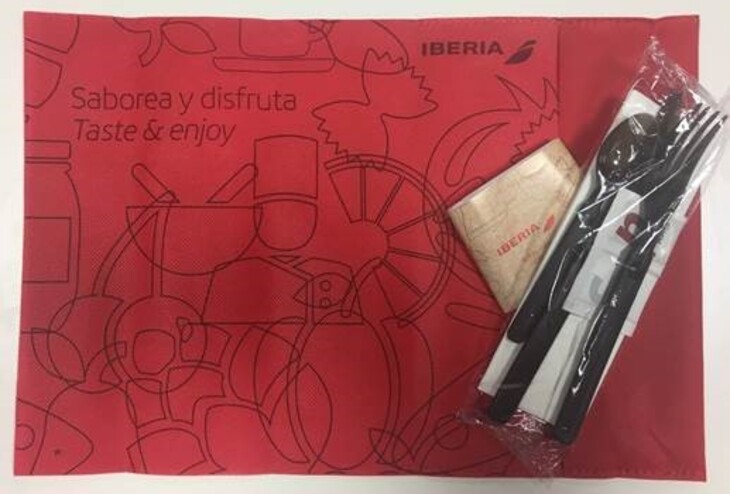 IBERIA
Saborea y disfruta
Taste & enjoy
IBERIA